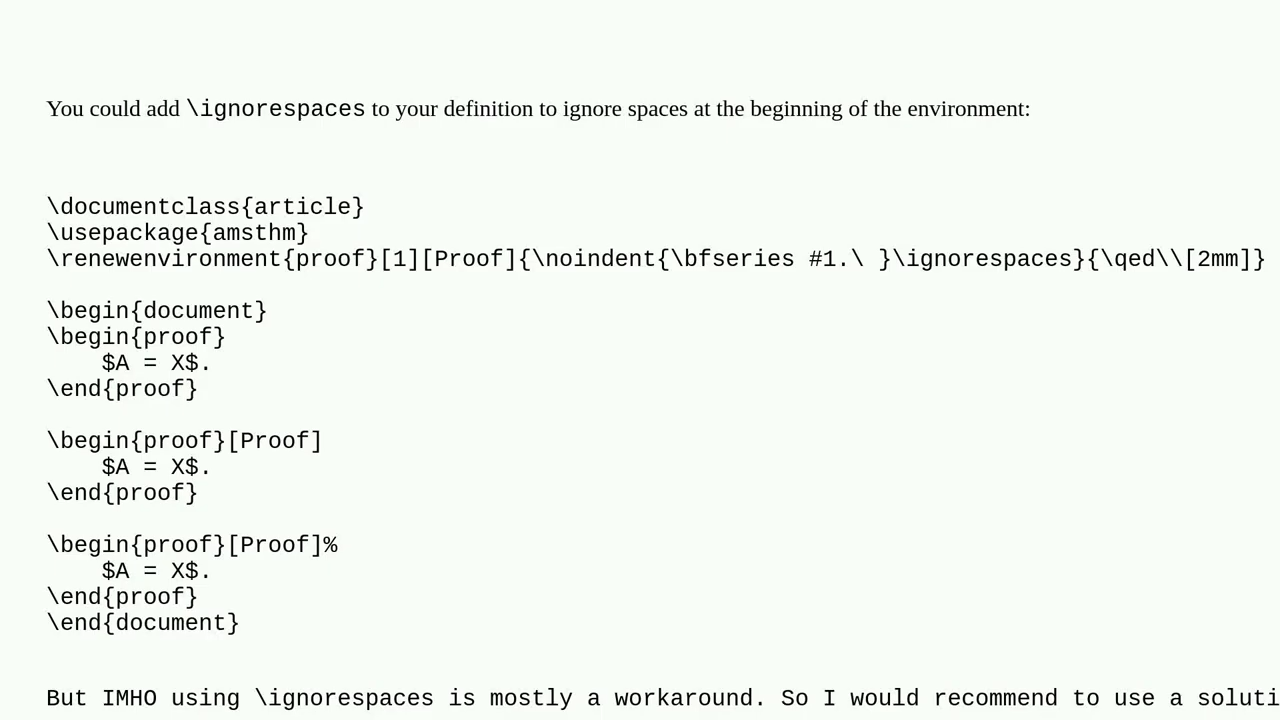 You could add \ignorespaces to your definition to ignore spaces at the beginning of the environment:
\documentclass{article}
\usepackage{amsthm}
\renewenvironment{proof}[1][Proof]{\noindent{\bfseries #1.\ }\ignorespaces}{\qed\\[2mm]}
\begin{document}
\begin{proof}
    $A = X$.
\end{proof}
\begin{proof}[Proof]
    $A = X$.
\end{proof}
\begin{proof}[Proof]%
    $A = X$.
\end{proof}
\end{document}
But IMHO using \ignorespaces is mostly a workaround. So I would recommend to use a